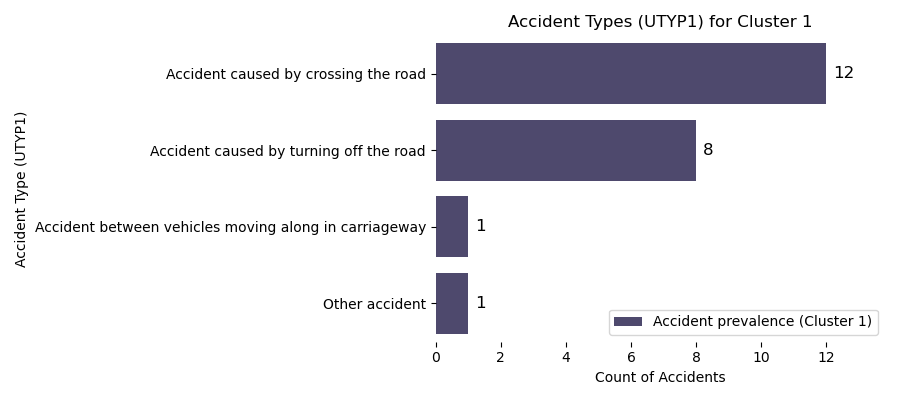 Accident Types (UTYP1) for Cluster 1
Accident Type (UTYP1)
Accident caused by crossing the road
12
Accident caused by turning off the road
8
Accident between vehicles moving along in carriageway
1
Other accident
1
Accident prevalence (Cluster 1)
0 2 4 6 8 10 12
Count of Accidents